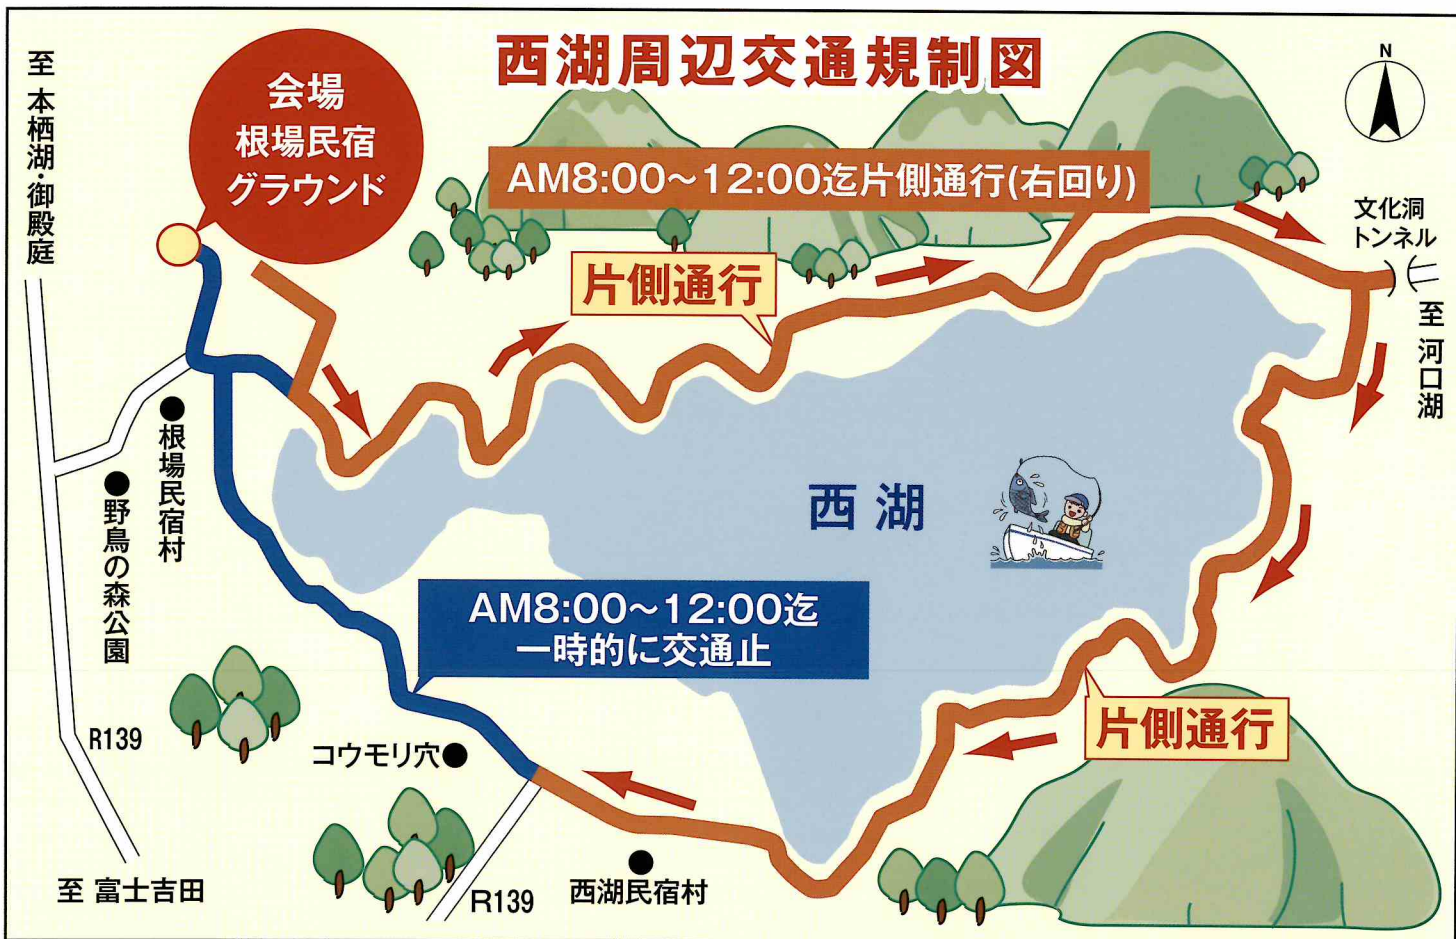 西湖周辺交通規制図
至 本栖湖・御殿庭
会場
根場民宿
グラウンド
N
AM8:00～12:00迄片側通行(右回り)
文化洞
トンネル
片側通行
至 河口湖
根場民宿村
野鳥の森公園
西湖
AM8:00～12:00迄
一時的に交通止
片側通行
R139
コウモリ穴
至 富士吉田
R139
西湖民宿村